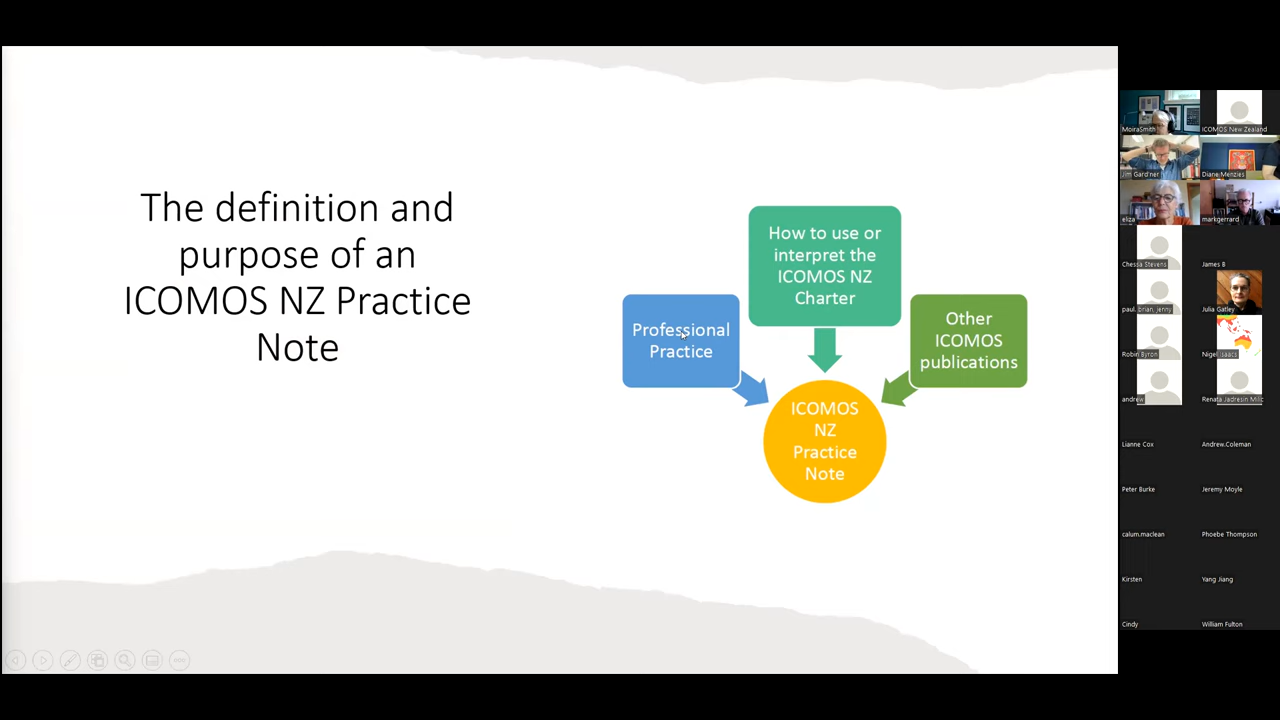 The definition and
purpose of an
ICOMOS NZ Practice
Note
How to use or
interpret the
ICOMOS NZ
Charter
Professional
Practice
Other
ICOMOS
publications
ICOMOS
NZ
Practice
Note
MoiraSmith
ICOMOS New Zealand
Jim Gardner
Diane Menzies
eliza
markgerrard
Chessa Stevens
James B
paul, brian, jenny
Julia Gatley
Robin Byron
Nigel Isaacs
andrew
Renata Jadresin Milic
Lianne Cox
Andrew.Coleman
Peter Burke
Jeremy Moyle
calum.maclean
Phoebe Thompson
Kirsten
Yang Jiang
Cindy
William Fulton